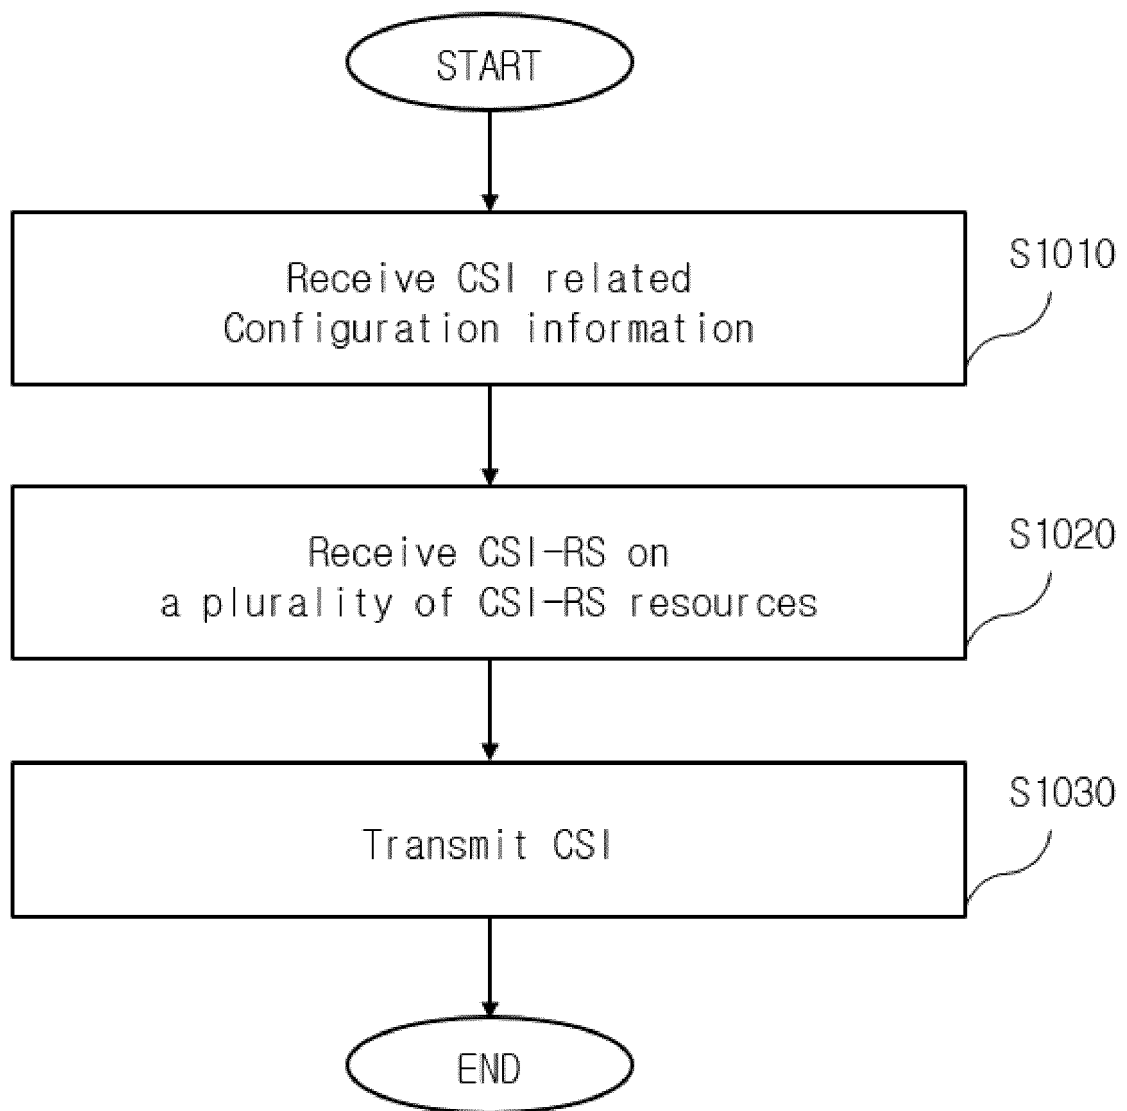 START
Receive CSI related
Configuration information
S1010
Receive CSI-RS on
a plurality of CSI-RS resources
S1020
Transmit CSI
S1030
END